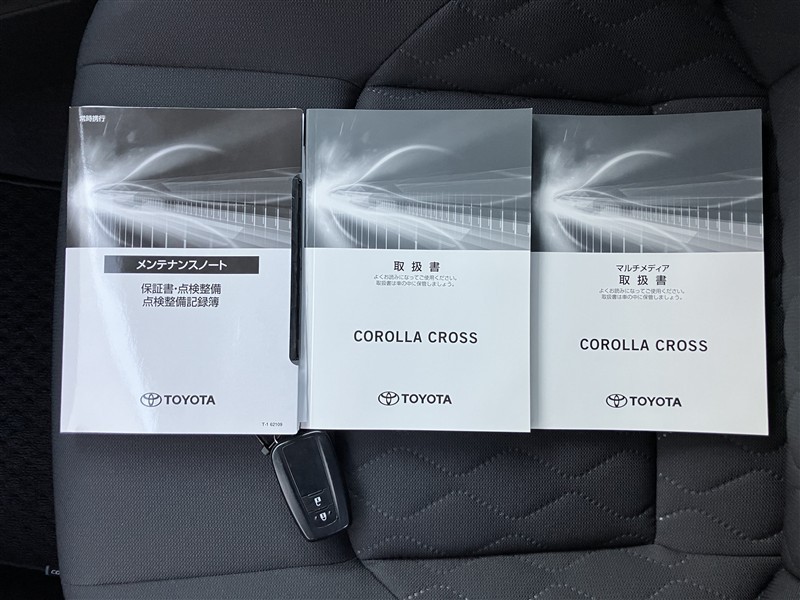 常時携行
メンテナンスノート
保証書・点検整備
点検整備記録簿
TOYOTA
T-1 62109
取扱書
よくお読みになってご使用ください。
取扱書は車の中に保管しましょう。
COROLLA CROSS
TOYOTA
マルチメディア
取扱書
よくお読みになってご使用ください。
取扱書は車の中に保管しましょう。
COROLLA CROSS
TOYOTA